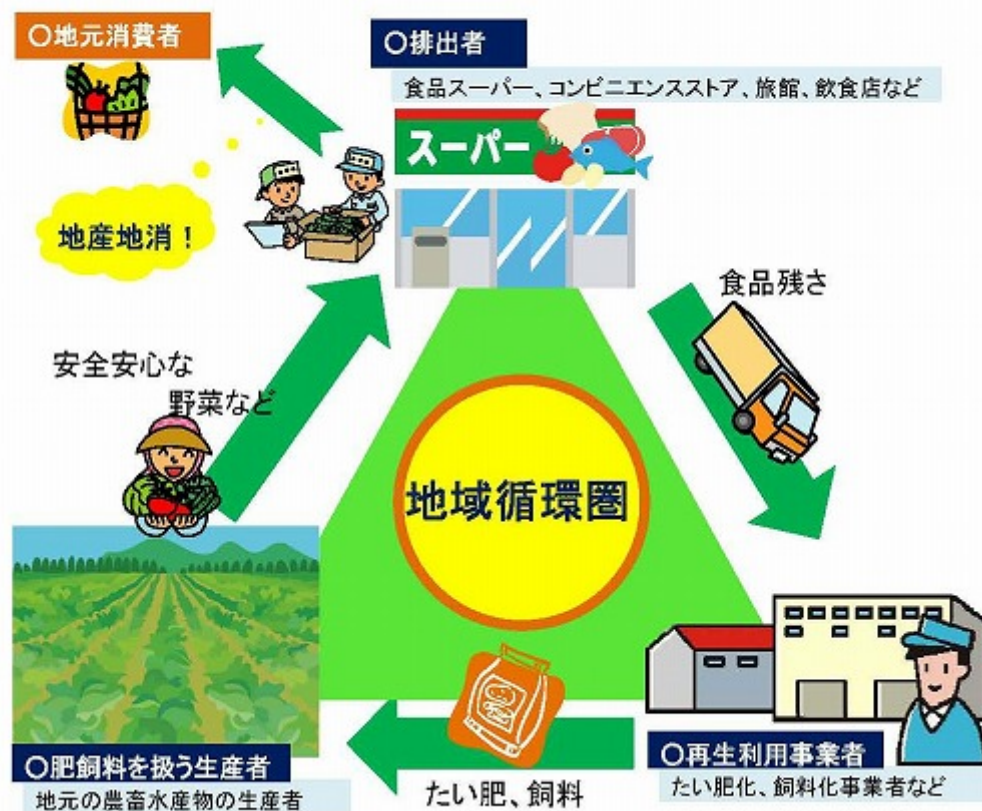 〇地元消費者
〇排出者
食品スーパー、コンビニエンスストア、旅館、飲食店など
スーパー
地産地消！
食品残さ
安全安心な
野菜など
地域循環圏
〇肥飼料を扱う生産者
地元の農畜水産物の生産者
たい肥、飼料
〇再生利用事業者
たい肥化、飼料化事業者など